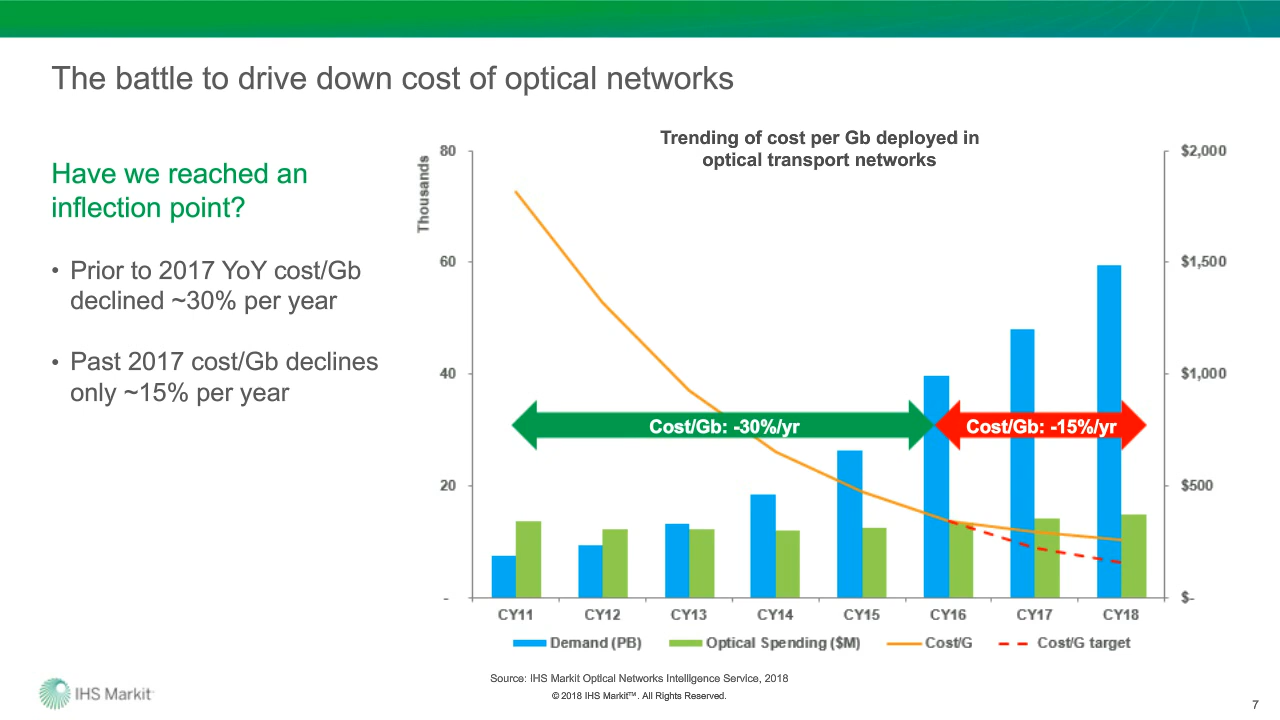 The battle to drive down cost of optical networks
Have we reached an
inflection point?
• Prior to 2017 YoY cost/Gb
declined ~30% per year
• Past 2017 cost/Gb declines
only ~15% per year
Trending of cost per Gb deployed in
optical transport networks
Thousands
80
60
40
20
-
$2,000
$1,500
$1,000
$500
$-
Cost/Gb: -30%/yr
Cost/Gb: -15%/yr
CY11 CY12 CY13 CY14 CY15 CY16 CY17 CY18
Demand (PB) Optical Spending ($M) Cost/G Cost/G target
Source: IHS Markit Optical Networks Intelligence Service, 2018
© 2018 IHS Markit™. All Rights Reserved.
IHS Markit™
7